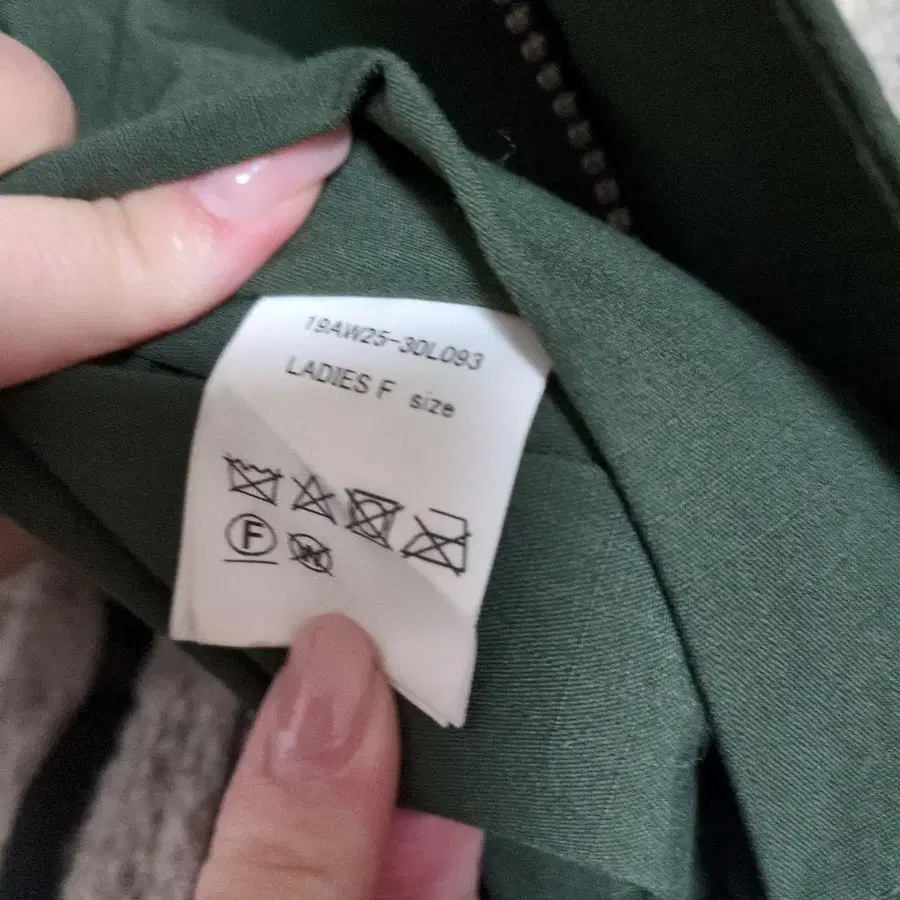 19AW25-30L093
LADIES F size
F
W